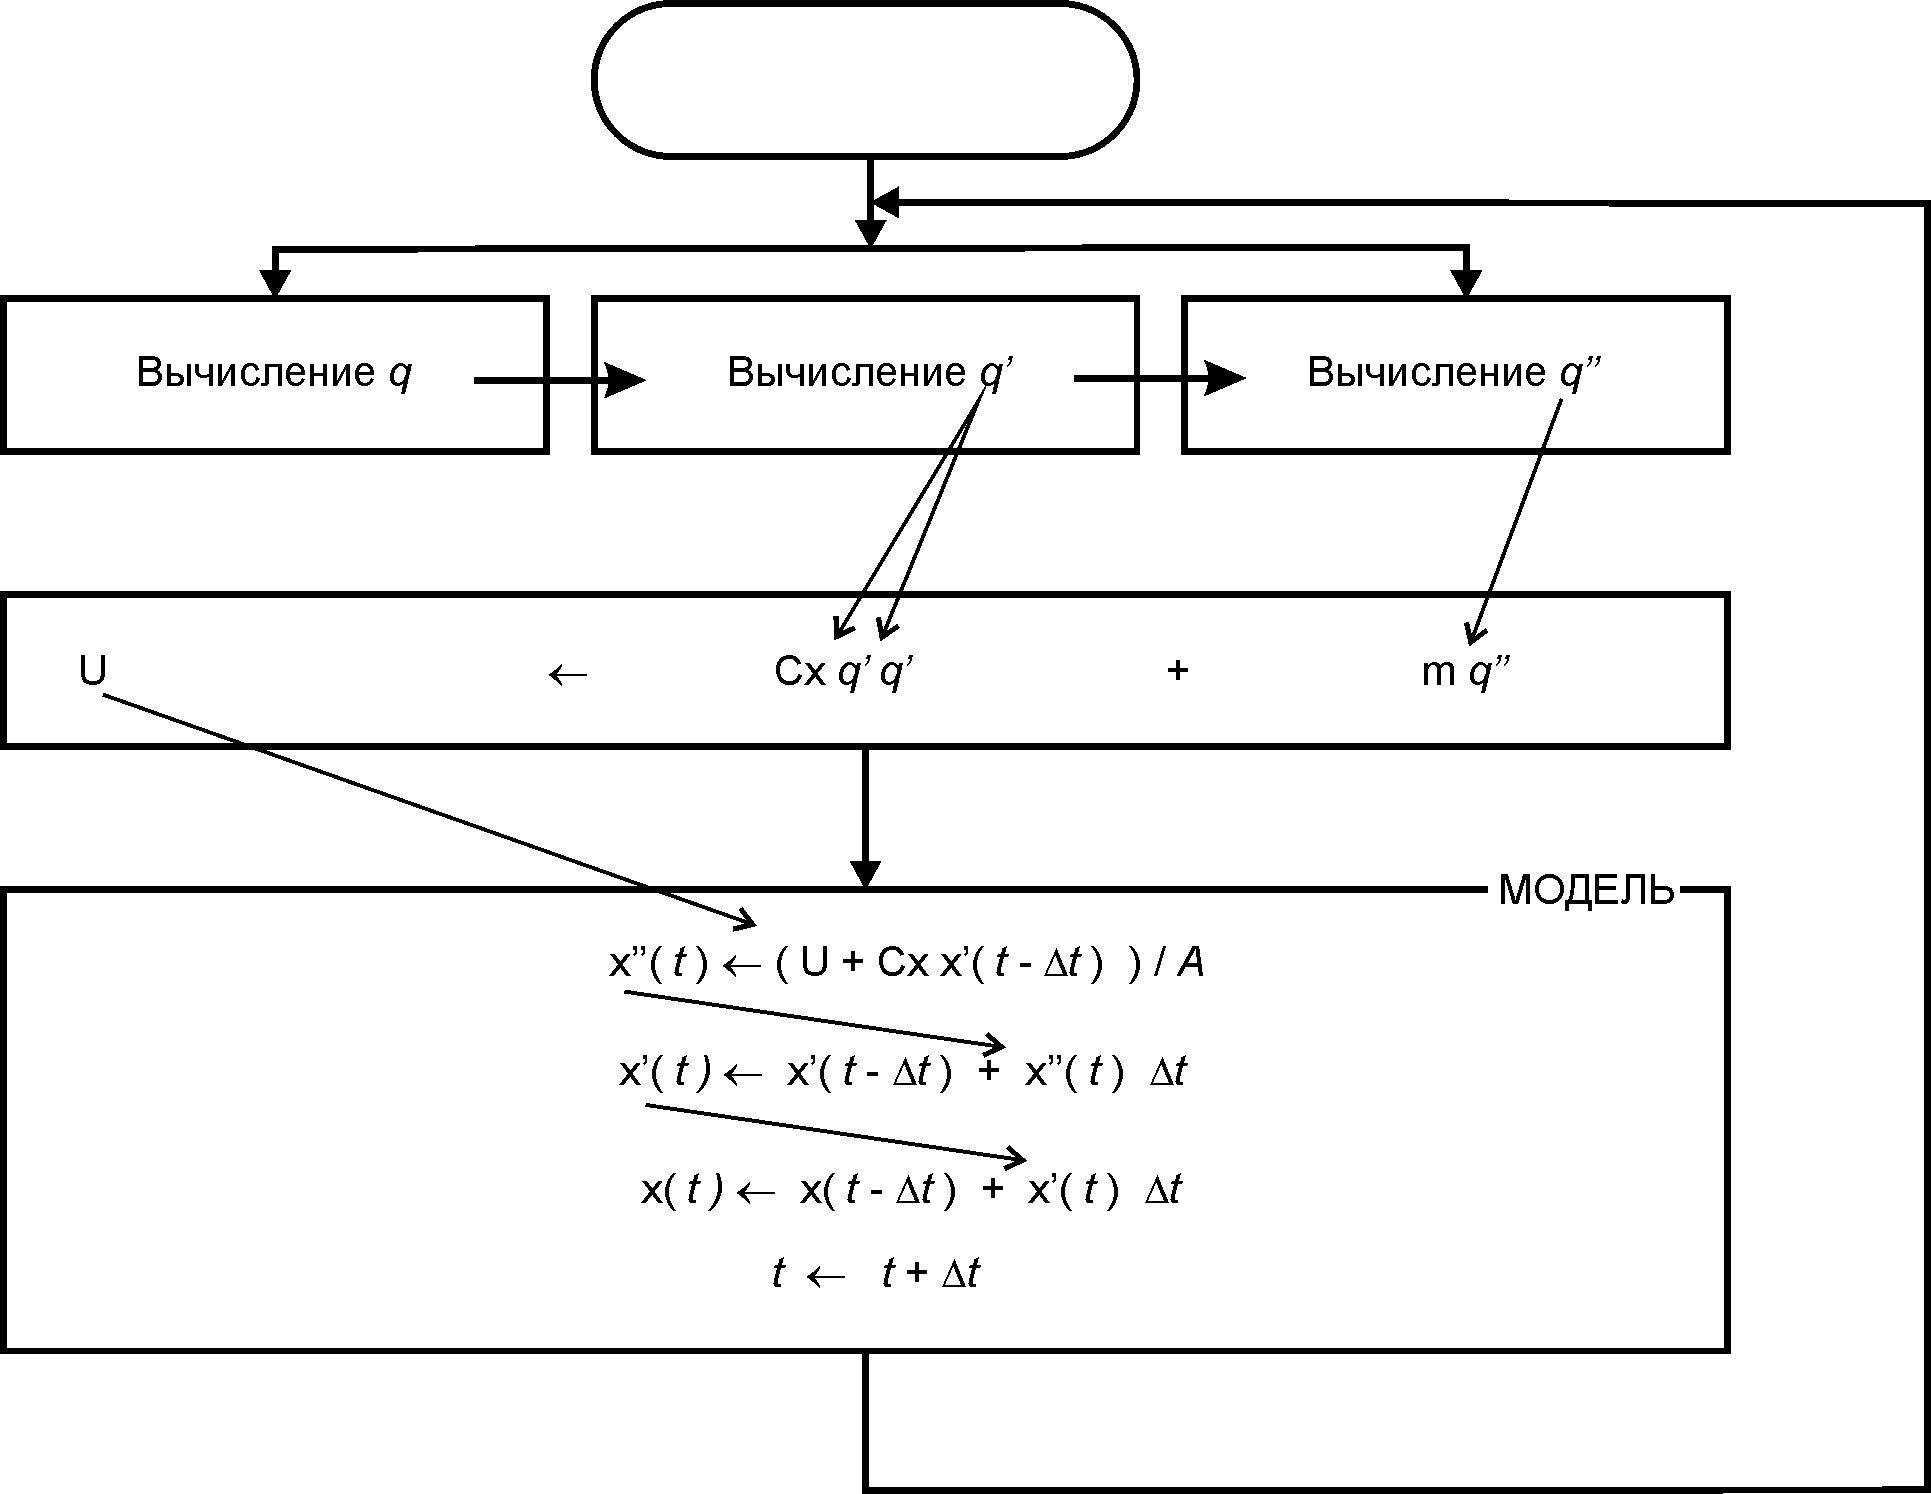 Вычисление q
Вычисление q’
Вычисление q’’
U ← Cx q’ q’ + m q’’
МОДЕЛЬ
x’’( t ) ← ( U + Cx x’( t - Δt ) ) / A
x’( t ) ← x’( t - Δt ) + x’’( t ) Δt
x( t ) ← x( t - Δt ) + x’( t ) Δt
t ← t + Δt